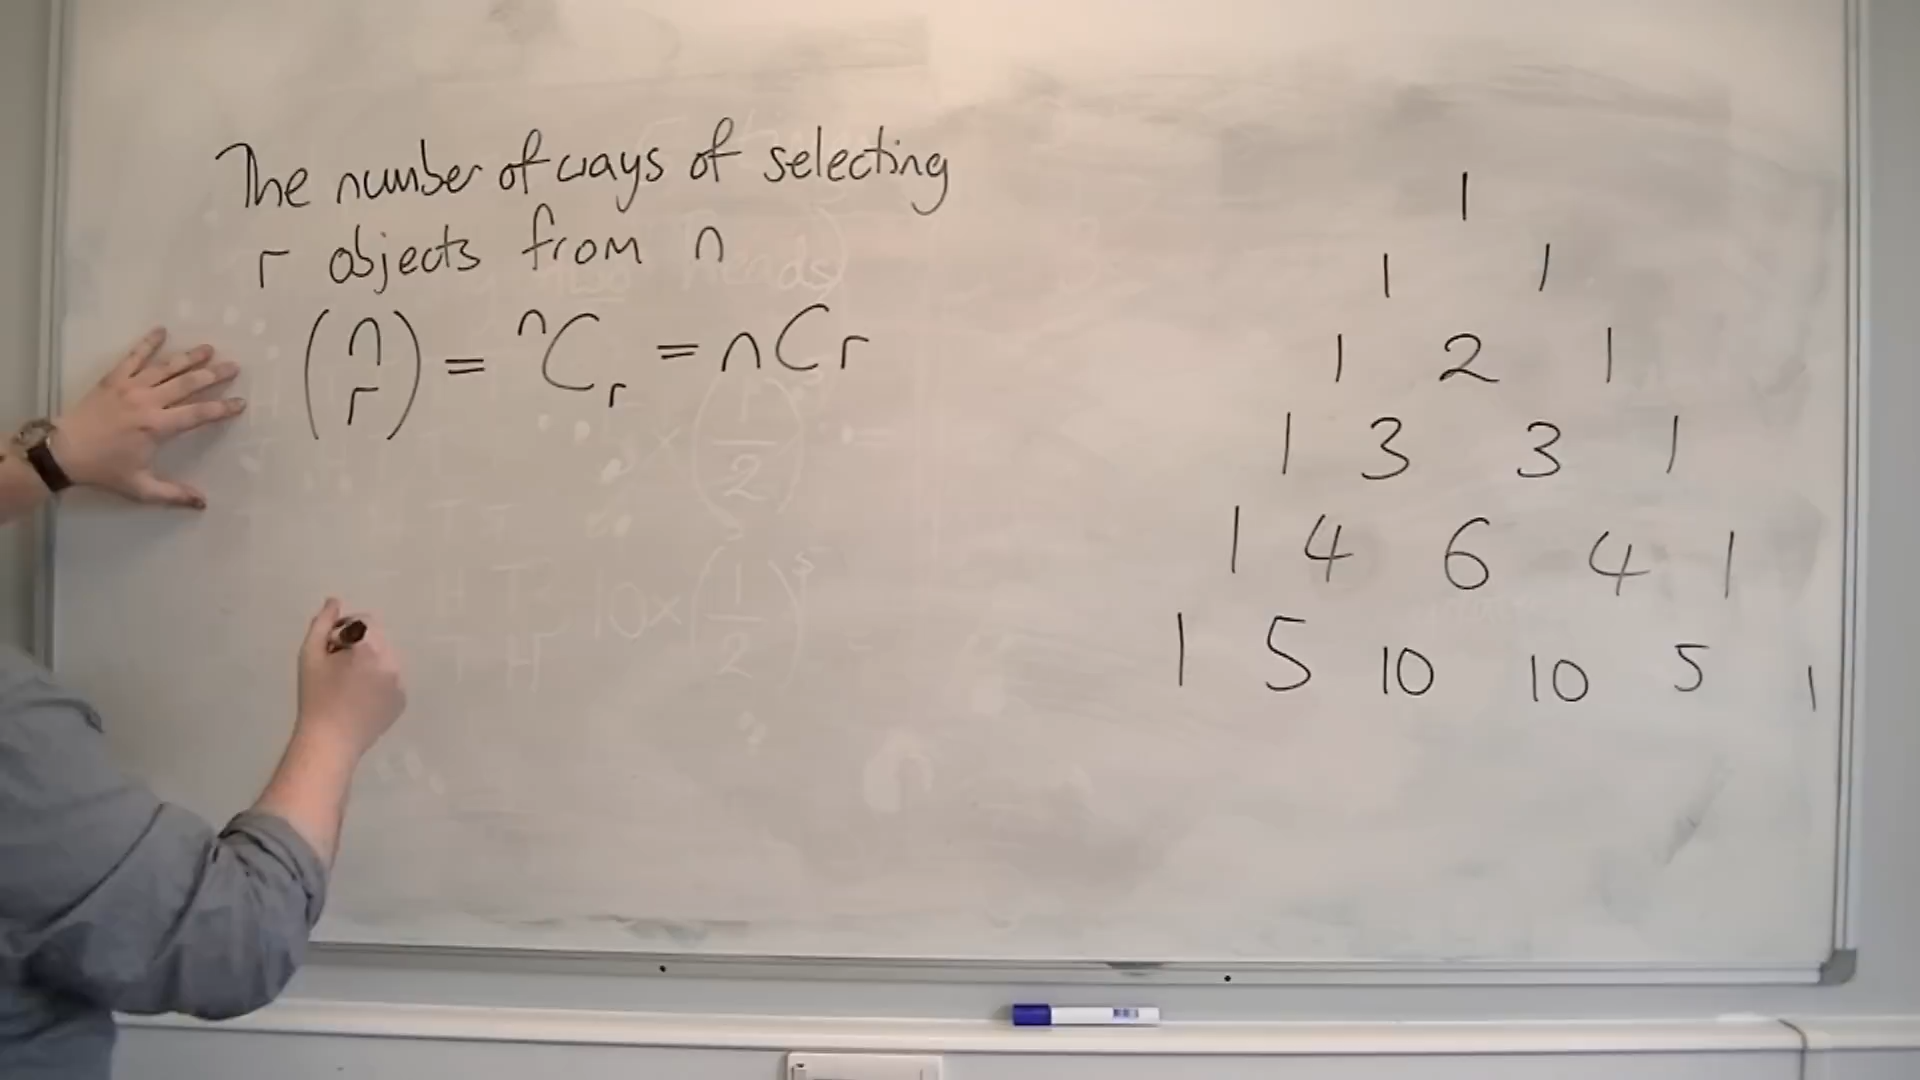 The number of ways of selecting
r objects from n
(n r) = ⁿCᵣ = nCr
1
1 1
1 2 1
1 3 3 1
1 4 6 4 1
1 5 10 10 5 1